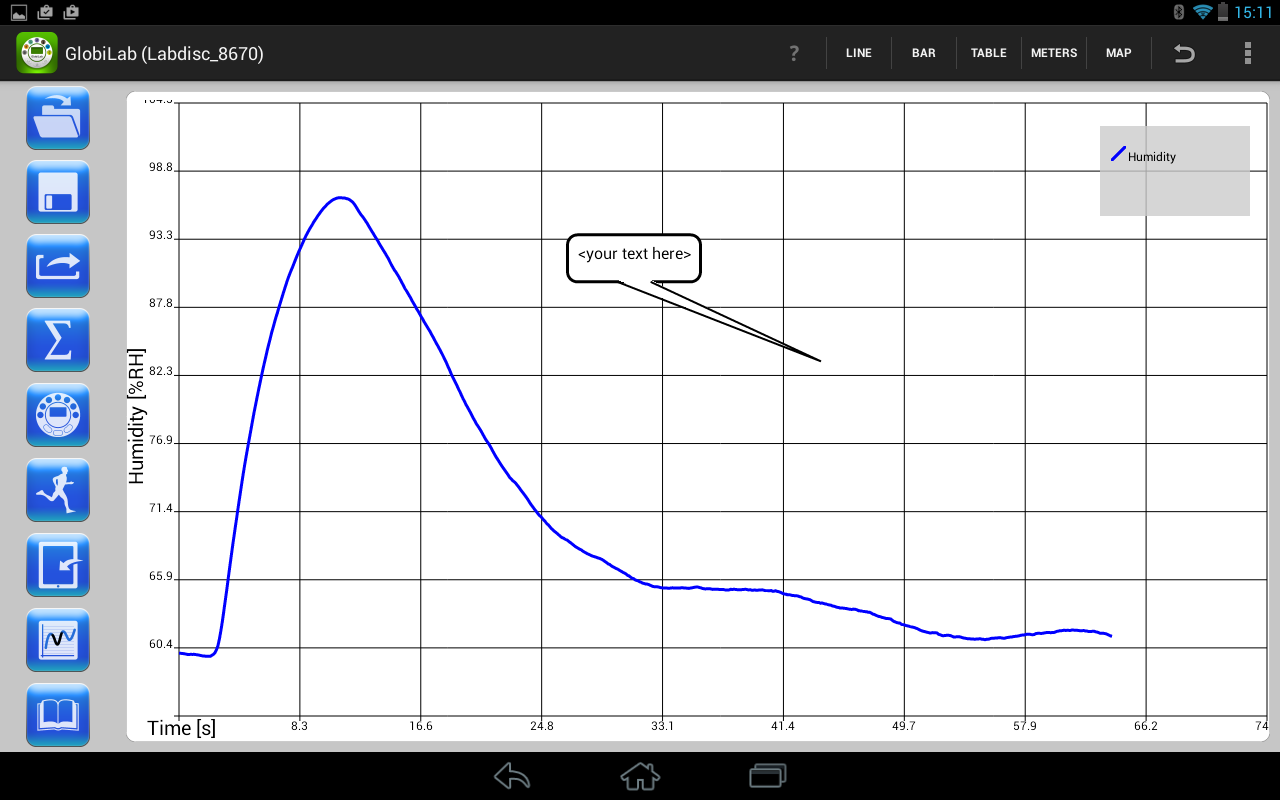 15:11
GlobiLab (Labdisc_8670)
? LINE BAR TABLE METERS MAP
104.3
98.8
93.3
87.8
82.3
76.9
71.4
65.9
60.4
Humidity [%RH]
Humidity
<your text here>
Time [s]
8.3 16.6 24.8 33.1 41.4 49.7 57.9 66.2 74